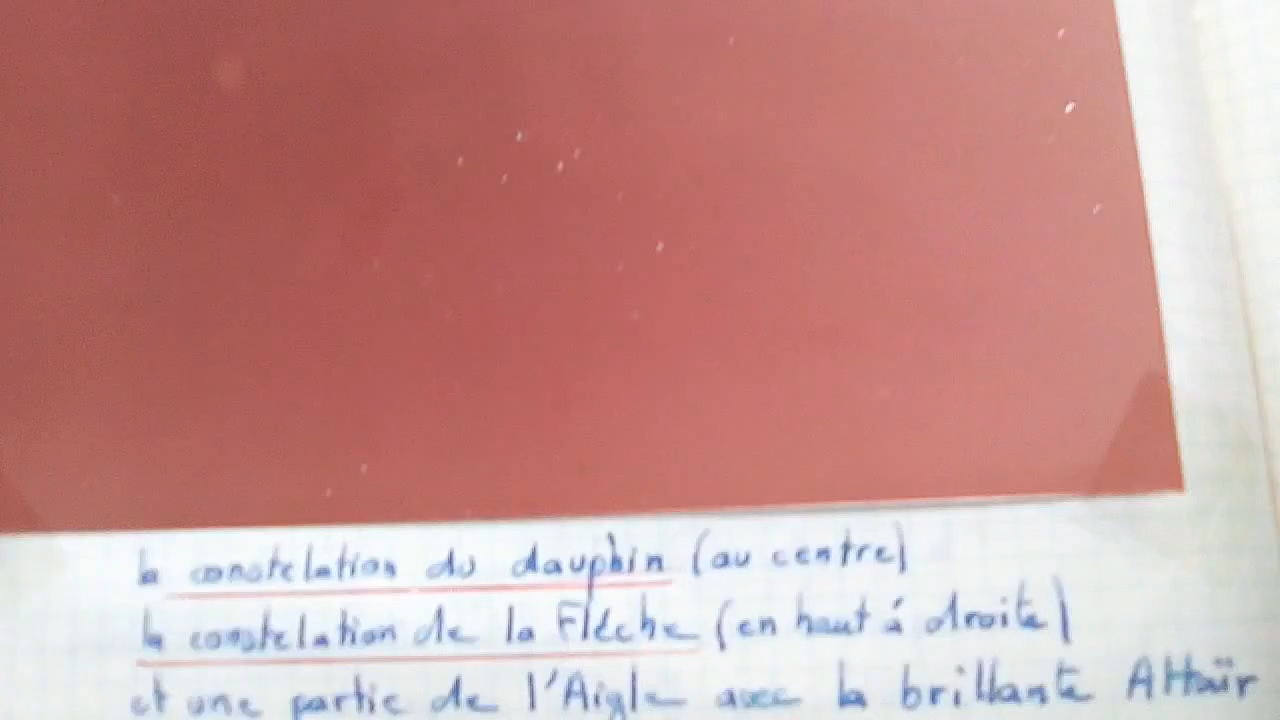 la constelation du dauphin (au centre)
la constelation de la Flèche (en haut à droite)
et une partie de l'Aigle avec la brillante Altaïr